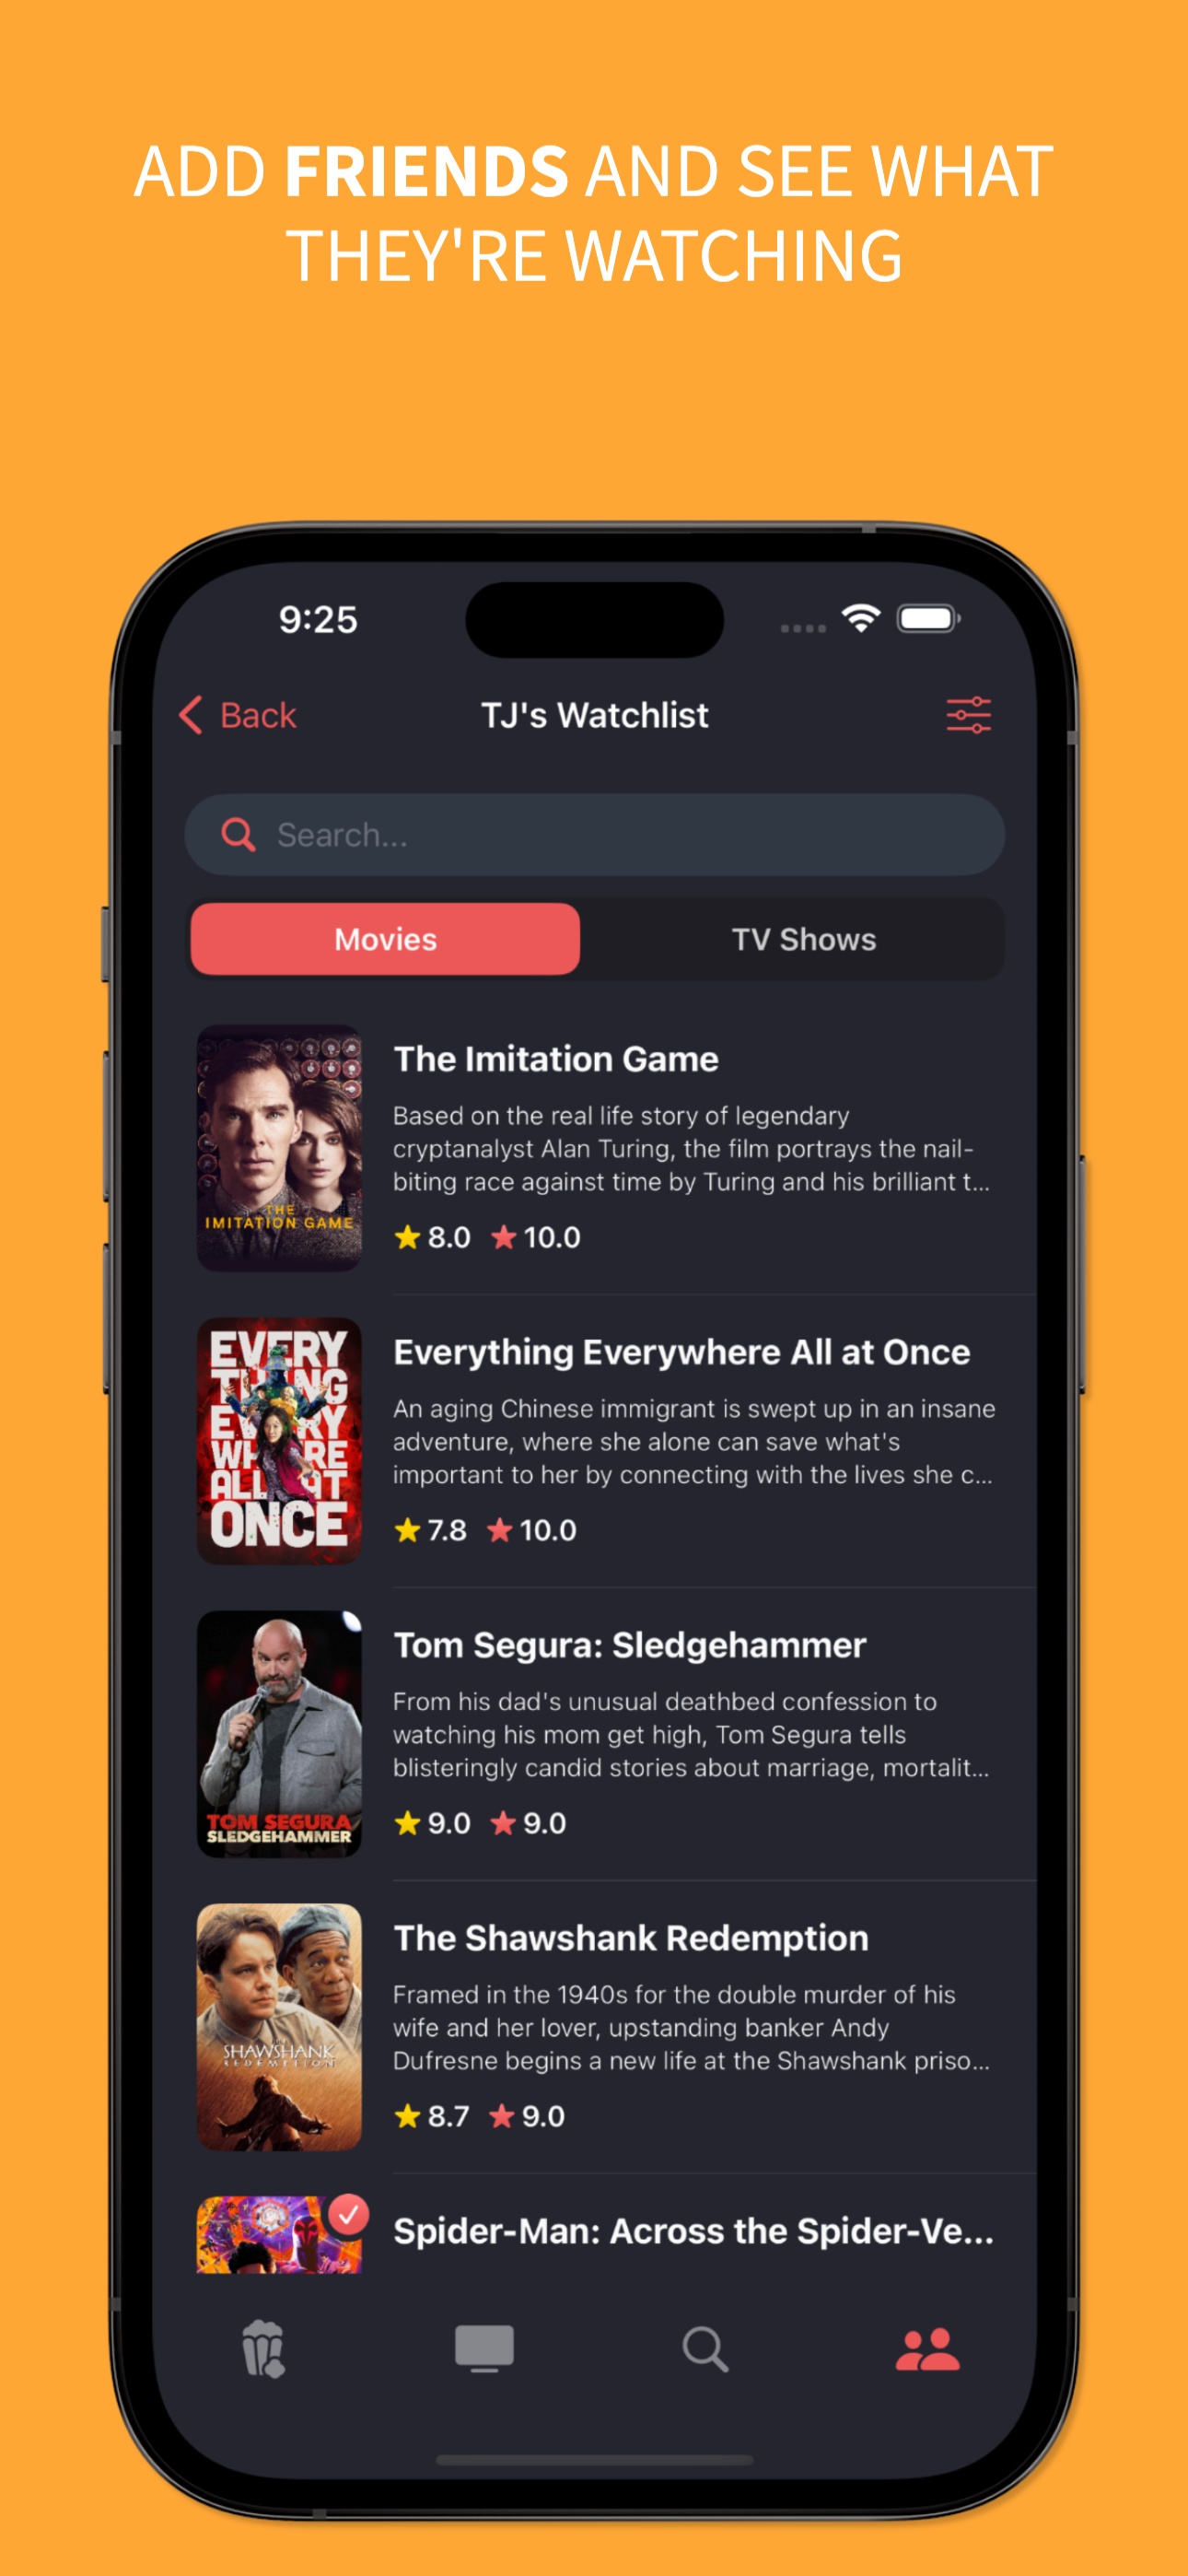 ADD FRIENDS AND SEE WHAT
THEY'RE WATCHING
9:25
Back
TJ's Watchlist
Search...
Movies
TV Shows
THE
IMITATION GAME
The Imitation Game
Based on the real life story of legendary
cryptanalyst Alan Turing, the film portrays the nail-
biting race against time by Turing and his brilliant t...
8.0
10.0
EVERY
THING
EVERY
WHERE
ALL AT
ONCE
Everything Everywhere All at Once
An aging Chinese immigrant is swept up in an insane
adventure, where she alone can save what's
important to her by connecting with the lives she c...
7.8
10.0
TOM SEGURA
SLEDGEHAMMER
Tom Segura: Sledgehammer
From his dad's unusual deathbed confession to
watching his mom get high, Tom Segura tells
blisteringly candid stories about marriage, mortalit...
9.0
9.0
SHAWSHANK
REDEMPTION
The Shawshank Redemption
Framed in the 1940s for the double murder of his
wife and her lover, upstanding banker Andy
Dufresne begins a new life at the Shawshank priso...
8.7
9.0
Spider-Man: Across the Spider-Ve...